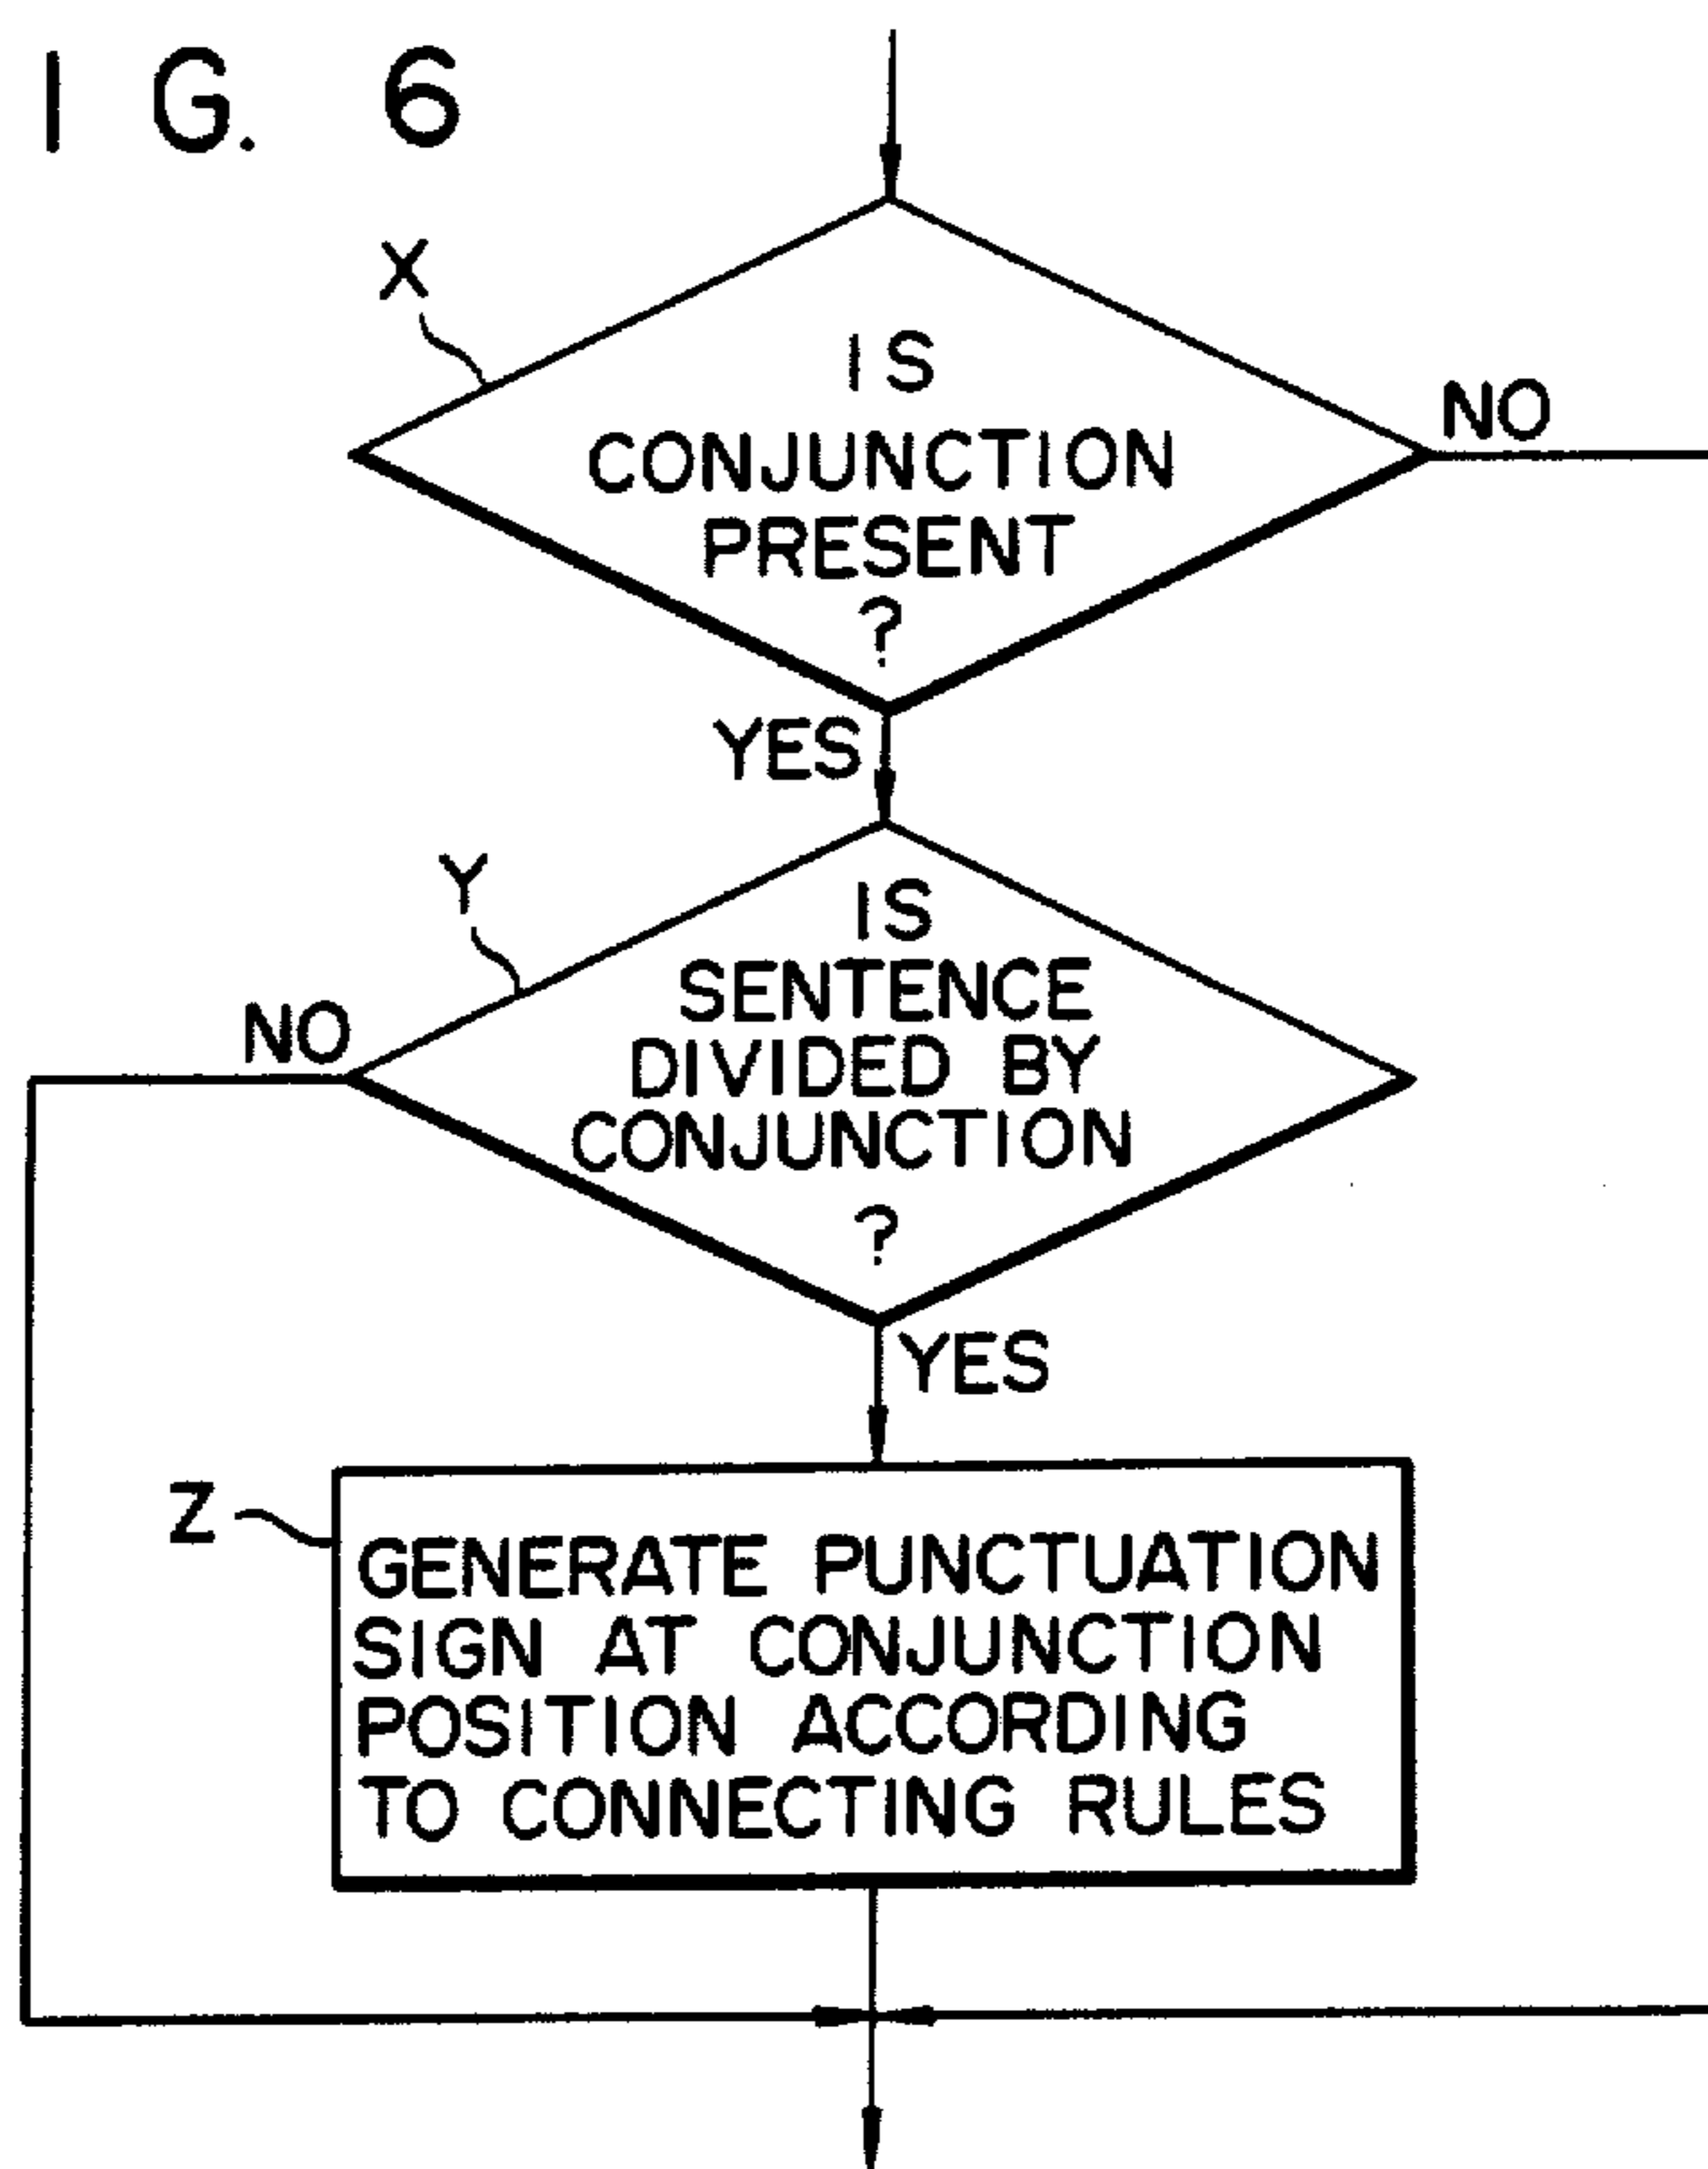 IG. 6
X
IS
CONJUNCTION
PRESENT
?
NO
YES
Y
IS
SENTENCE
DIVIDED BY
CONJUNCTION
?
NO
YES
Z
GENERATE PUNCTUATION
SIGN AT CONJUNCTION
POSITION ACCORDING
TO CONNECTING RULES